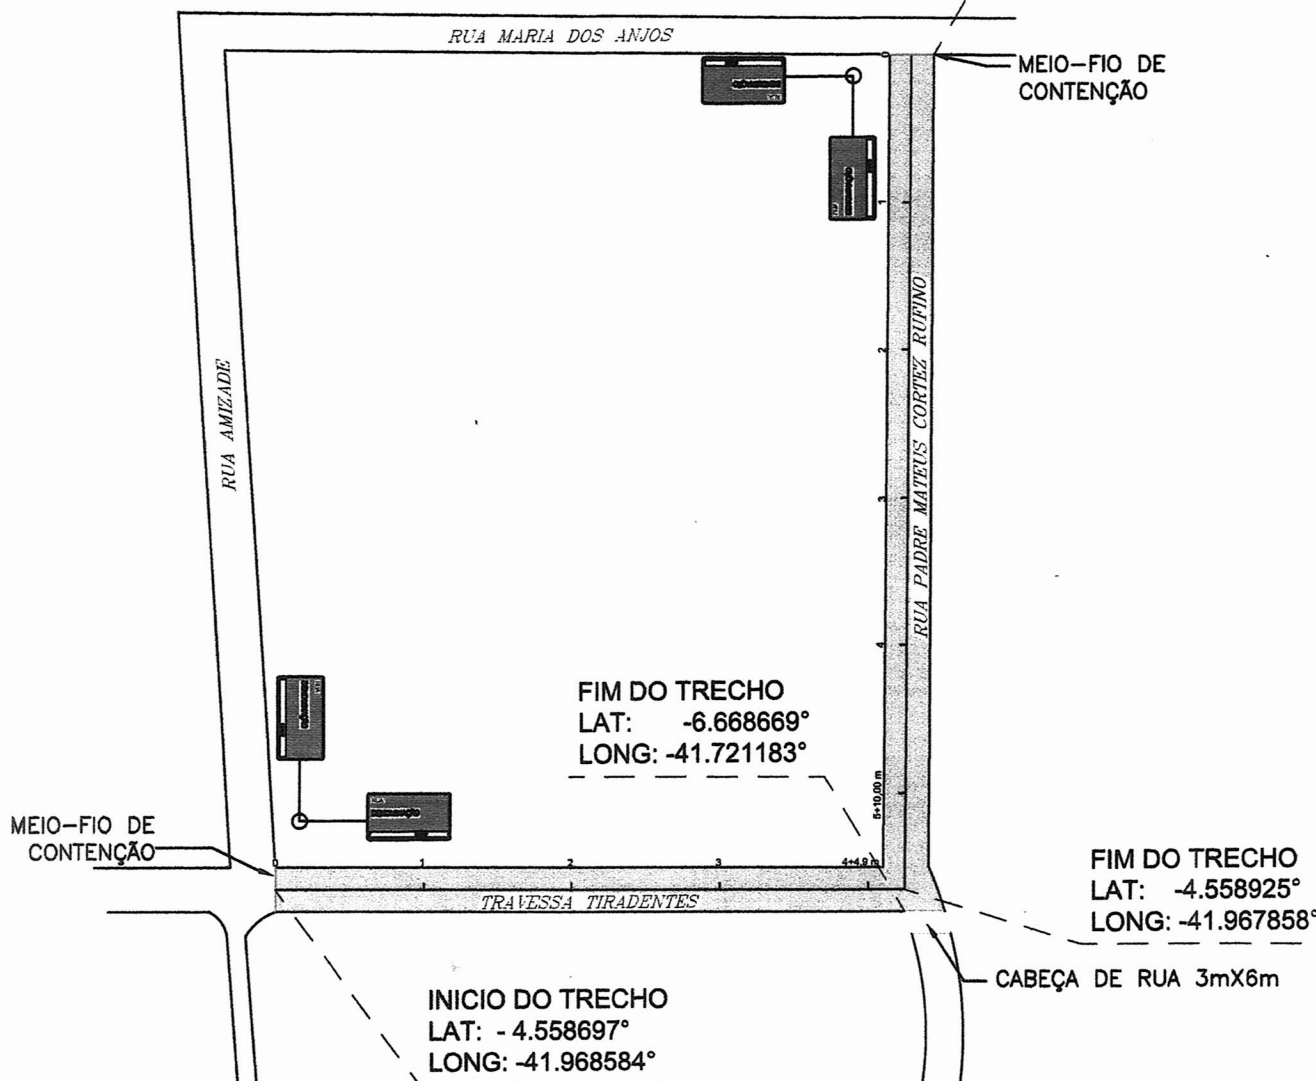 RUA MARIA DOS ANJOS
MEIO-FIO DE
CONTENÇÃO
1
2
RUA PADRE MATEUS CORTEZ RUFINO
RUA AMIZADE
3
4
FIM DO TRECHO
LAT: -6.668669°
LONG: -41.721183°
5+10,00 m
MEIO-FIO DE
CONTENÇÃO
0
1
2
3
4+4,9 m
TRAVESSA TIRADENTES
FIM DO TRECHO
LAT: -4.558925°
LONG: -41.967858°
CABEÇA DE RUA 3mX6m
INICIO DO TRECHO
LAT: - 4.558697°
LONG: -41.968584°